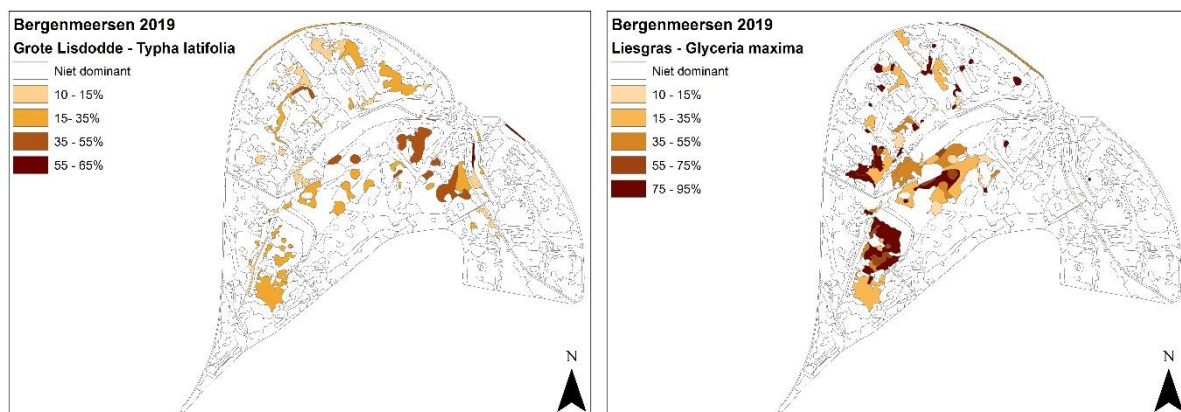 Bergenmeersen 2019
Grote Lisdodde - Typha latifolia
Niet dominant
10 - 15%
15- 35%
35 - 55%
55 - 65%
N
Bergenmeersen 2019
Liesgras - Glyceria maxima
Niet dominant
10 - 15%
15 - 35%
35 - 55%
55 - 75%
75 - 95%
N